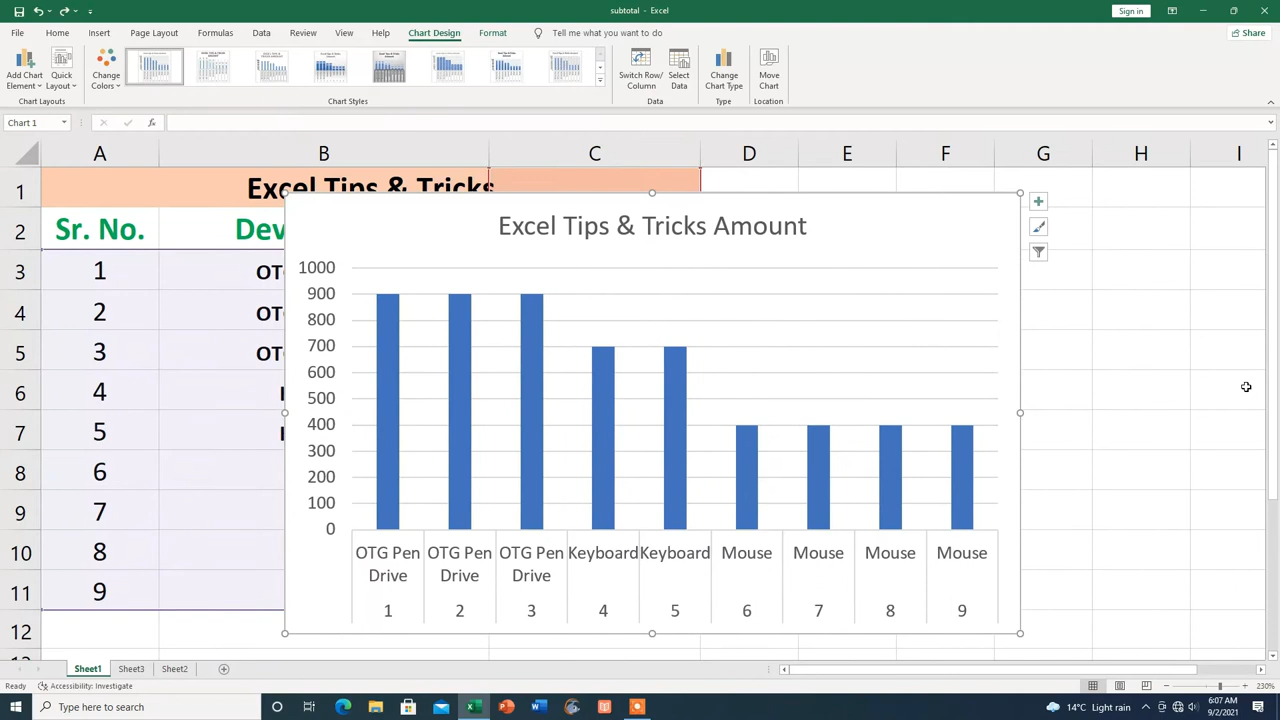 subtotal - Excel
Sign in
File Home Insert Page Layout Formulas Data Review View Help Chart Design Format Tell me what you want to do Share
Add Chart Element
Quick Layout
Change Colors
Switch Row/ Column
Select Data
Change Chart Type
Move Chart
Chart Layouts Chart Styles Data Type Location
Chart 1
A B C D E F G H I
1 Excel Tips & Tricks
2 Sr. No. Dev
Excel Tips & Tricks Amount
3 1 OT
4 2 OT
5 3 OT
6 4
7 5
8 6
9 7
10 8
11 9
12
1000
900
800
700
600
500
400
300
200
100
0
OTG Pen Drive OTG Pen Drive OTG Pen Drive Keyboard Keyboard Mouse Mouse Mouse Mouse
1 2 3 4 5 6 7 8 9
Sheet1 Sheet3 Sheet2
Ready Accessibility: Investigate 230%
Type here to search
14°C Light rain ENG 6:07 AM
9/2/2021